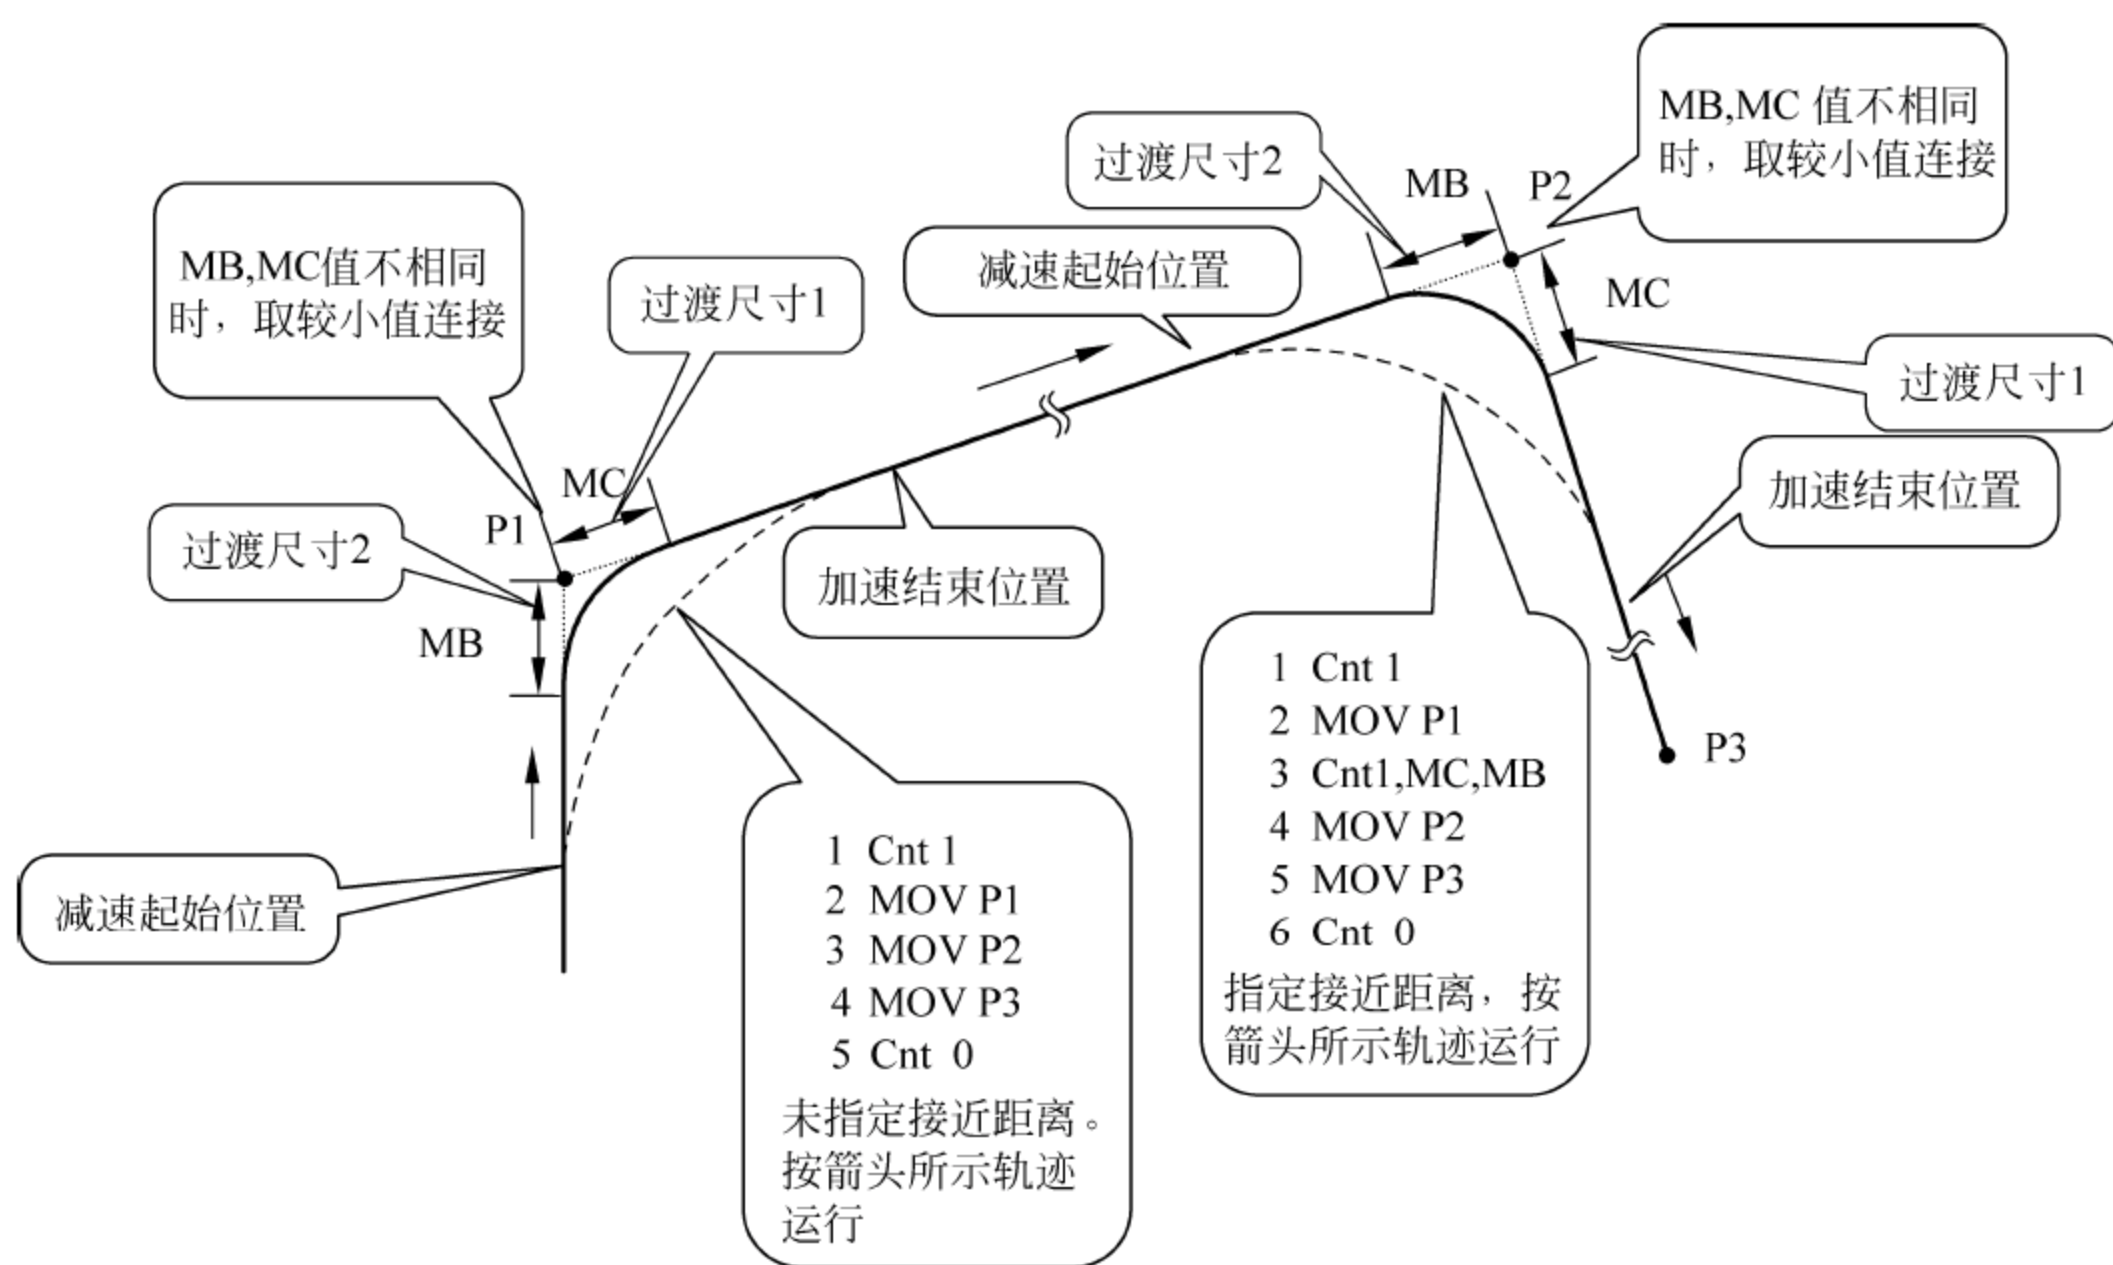 MB,MC 值不相同
时，取较小值连接
过渡尺寸2
MB
P2
减速起始位置
MC
MB,MC值不相同
时，取较小值连接
过渡尺寸1
过渡尺寸1
加速结束位置
MC
P1
过渡尺寸2
加速结束位置
MB
P3
减速起始位置
1 Cnt 1
2 MOV P1
3 MOV P2
4 MOV P3
5 Cnt 0
未指定接近距离。
按箭头所示轨迹
运行
1 Cnt 1
2 MOV P1
3 Cnt1,MC,MB
4 MOV P2
5 MOV P3
6 Cnt 0
指定接近距离，按
箭头所示轨迹运行